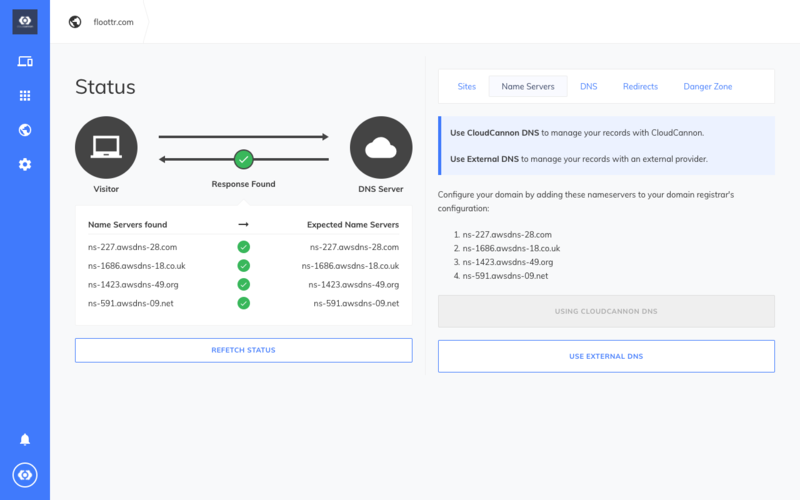 floottr.com
Status
Visitor
Response Found
DNS Server
Name Servers found
Expected Name Servers
ns-227.awsdns-28.com
ns-227.awsdns-28.com
ns-1686.awsdns-18.co.uk
ns-1686.awsdns-18.co.uk
ns-1423.awsdns-49.org
ns-1423.awsdns-49.org
ns-591.awsdns-09.net
ns-591.awsdns-09.net
REFETCH STATUS
Sites
Name Servers
DNS
Redirects
Danger Zone
Use CloudCannon DNS to manage your records with CloudCannon.
Use External DNS to manage your records with an external provider.
Configure your domain by adding these nameservers to your domain registrar's
configuration:
1. ns-227.awsdns-28.com
2. ns-1686.awsdns-18.co.uk
3. ns-1423.awsdns-49.org
4. ns-591.awsdns-09.net
USING CLOUDCANNON DNS
USE EXTERNAL DNS